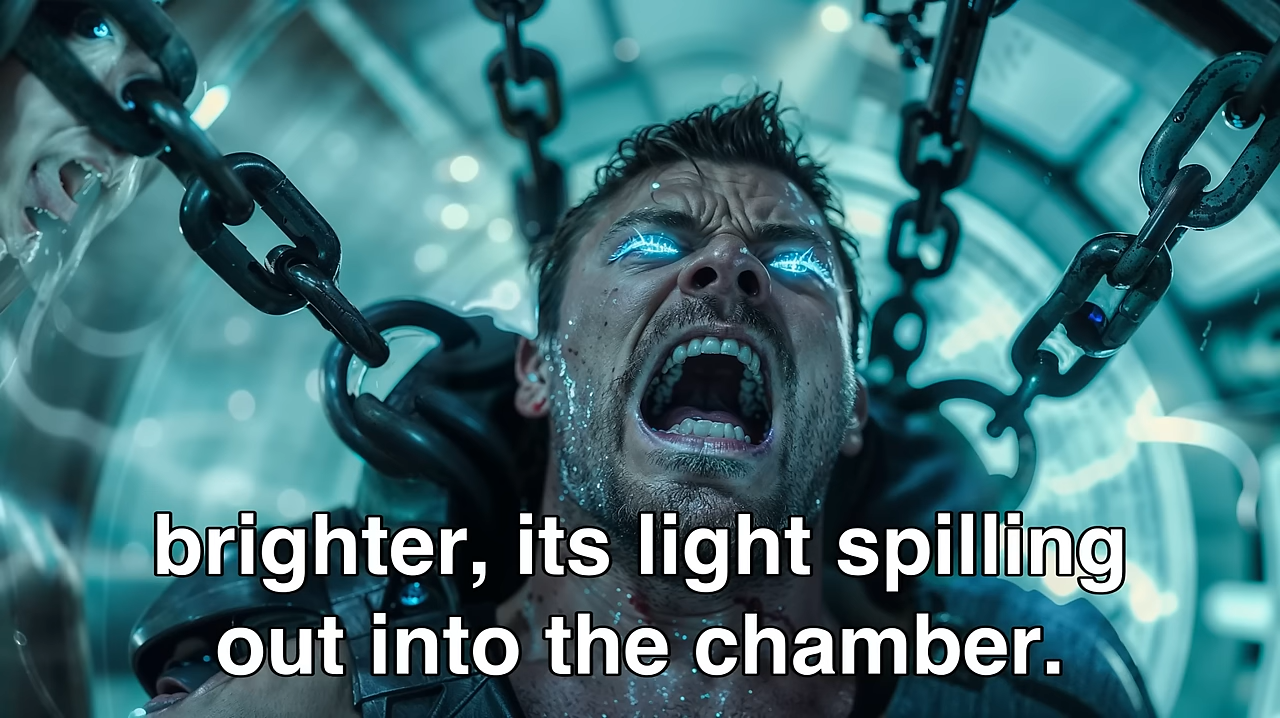 brighter, its light spilling
out into the chamber.